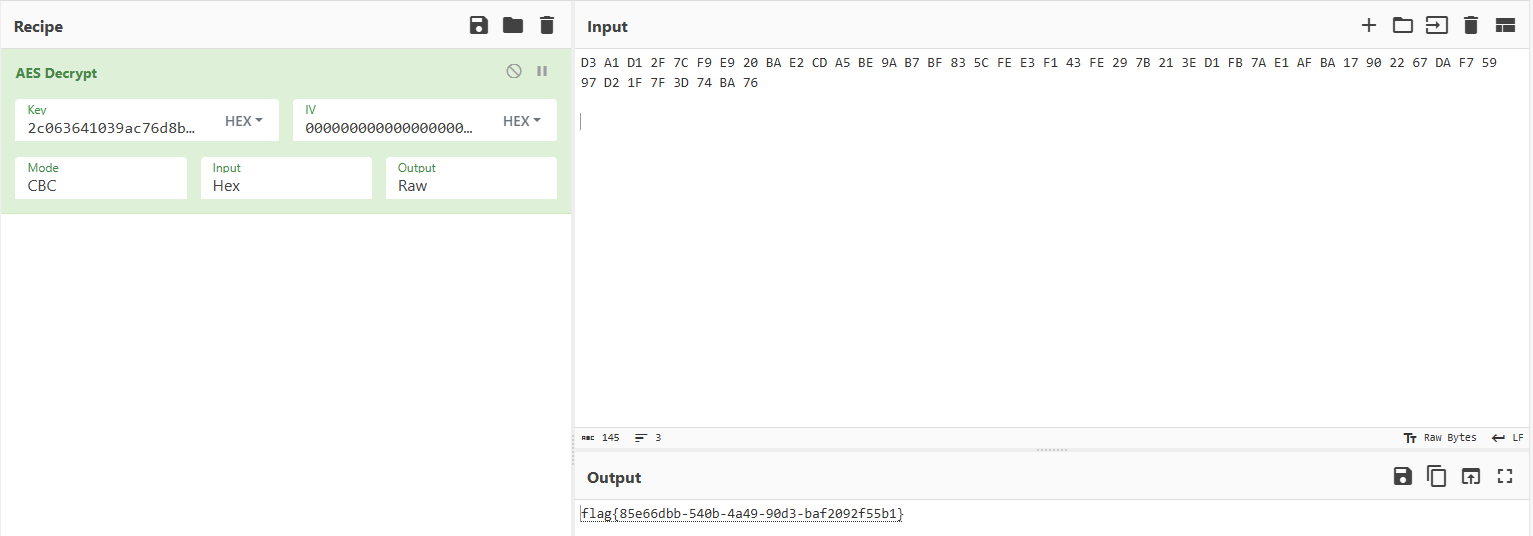 Recipe
AES Decrypt
Key
2c063641039ac76d8b...
HEX
IV
0000000000000000000...
HEX
Mode
CBC
Input
Hex
Output
Raw
Input
D3 A1 D1 2F 7C F9 E9 20 BA E2 CD A5 BE 9A B7 BF 83 5C FE E3 F1 43 FE 29 7B 21 3E D1 FB 7A E1 AF BA 17 90 22 67 DA F7 59
97 D2 1F 7F 3D 74 BA 76
ABC 145
3
Tт Raw Bytes
LF
Output
flag{85e66dbb-540b-4a49-90d3-baf2092f55b1}